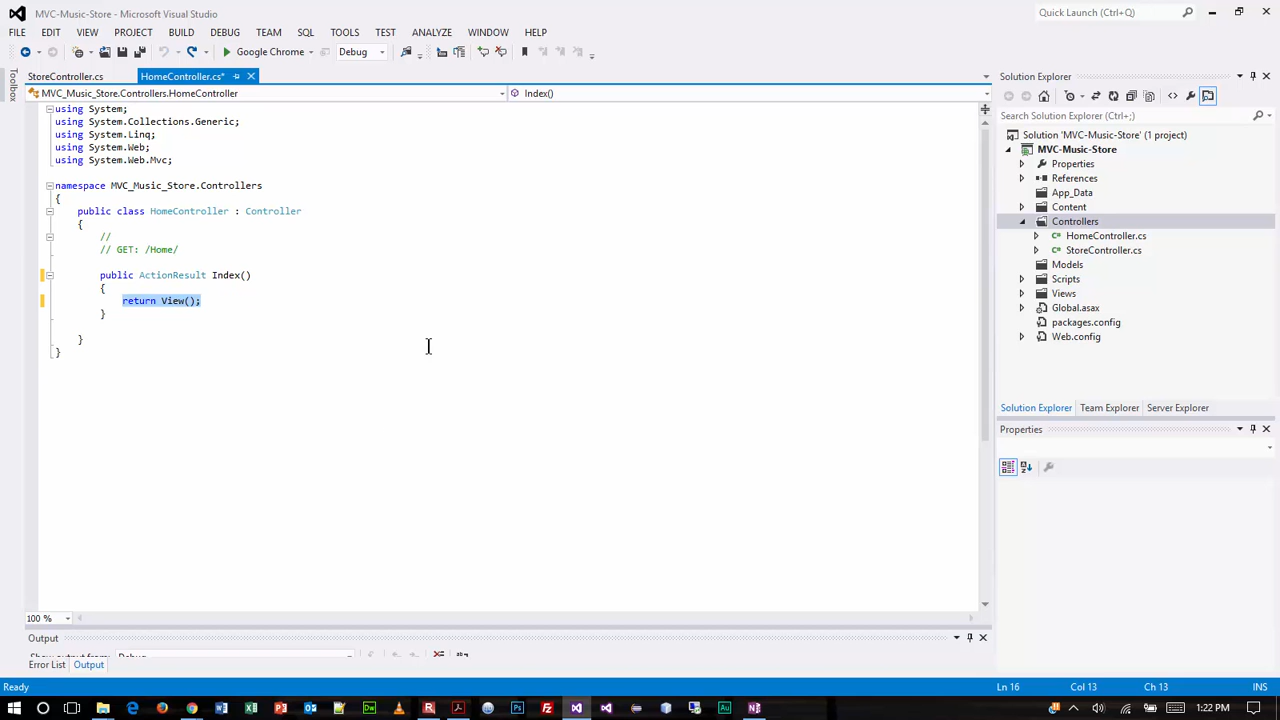 MVC-Music-Store - Microsoft Visual Studio
Quick Launch (Ctrl+Q)
FILE EDIT VIEW PROJECT BUILD DEBUG TEAM SQL TOOLS TEST ANALYZE WINDOW HELP
Google Chrome Debug
Toolbox
StoreController.cs HomeController.cs*
MVC_Music_Store.Controllers.HomeController Index()
using System;
using System.Collections.Generic;
using System.Linq;
using System.Web;
using System.Web.Mvc;
namespace MVC_Music_Store.Controllers
{
public class HomeController : Controller
{
//
// GET: /Home/
public ActionResult Index()
{
return View();
}
}
}
100 %
Output
Show output from: Debug
Error List Output
Solution Explorer
Search Solution Explorer (Ctrl+;)
Solution 'MVC-Music-Store' (1 project)
MVC-Music-Store
Properties
References
App_Data
Content
Controllers
HomeController.cs
StoreController.cs
Models
Scripts
Views
Global.asax
packages.config
Web.config
Solution Explorer Team Explorer Server Explorer
Properties
Ready Ln 16 Col 13 Ch 13 INS
1:22 PM